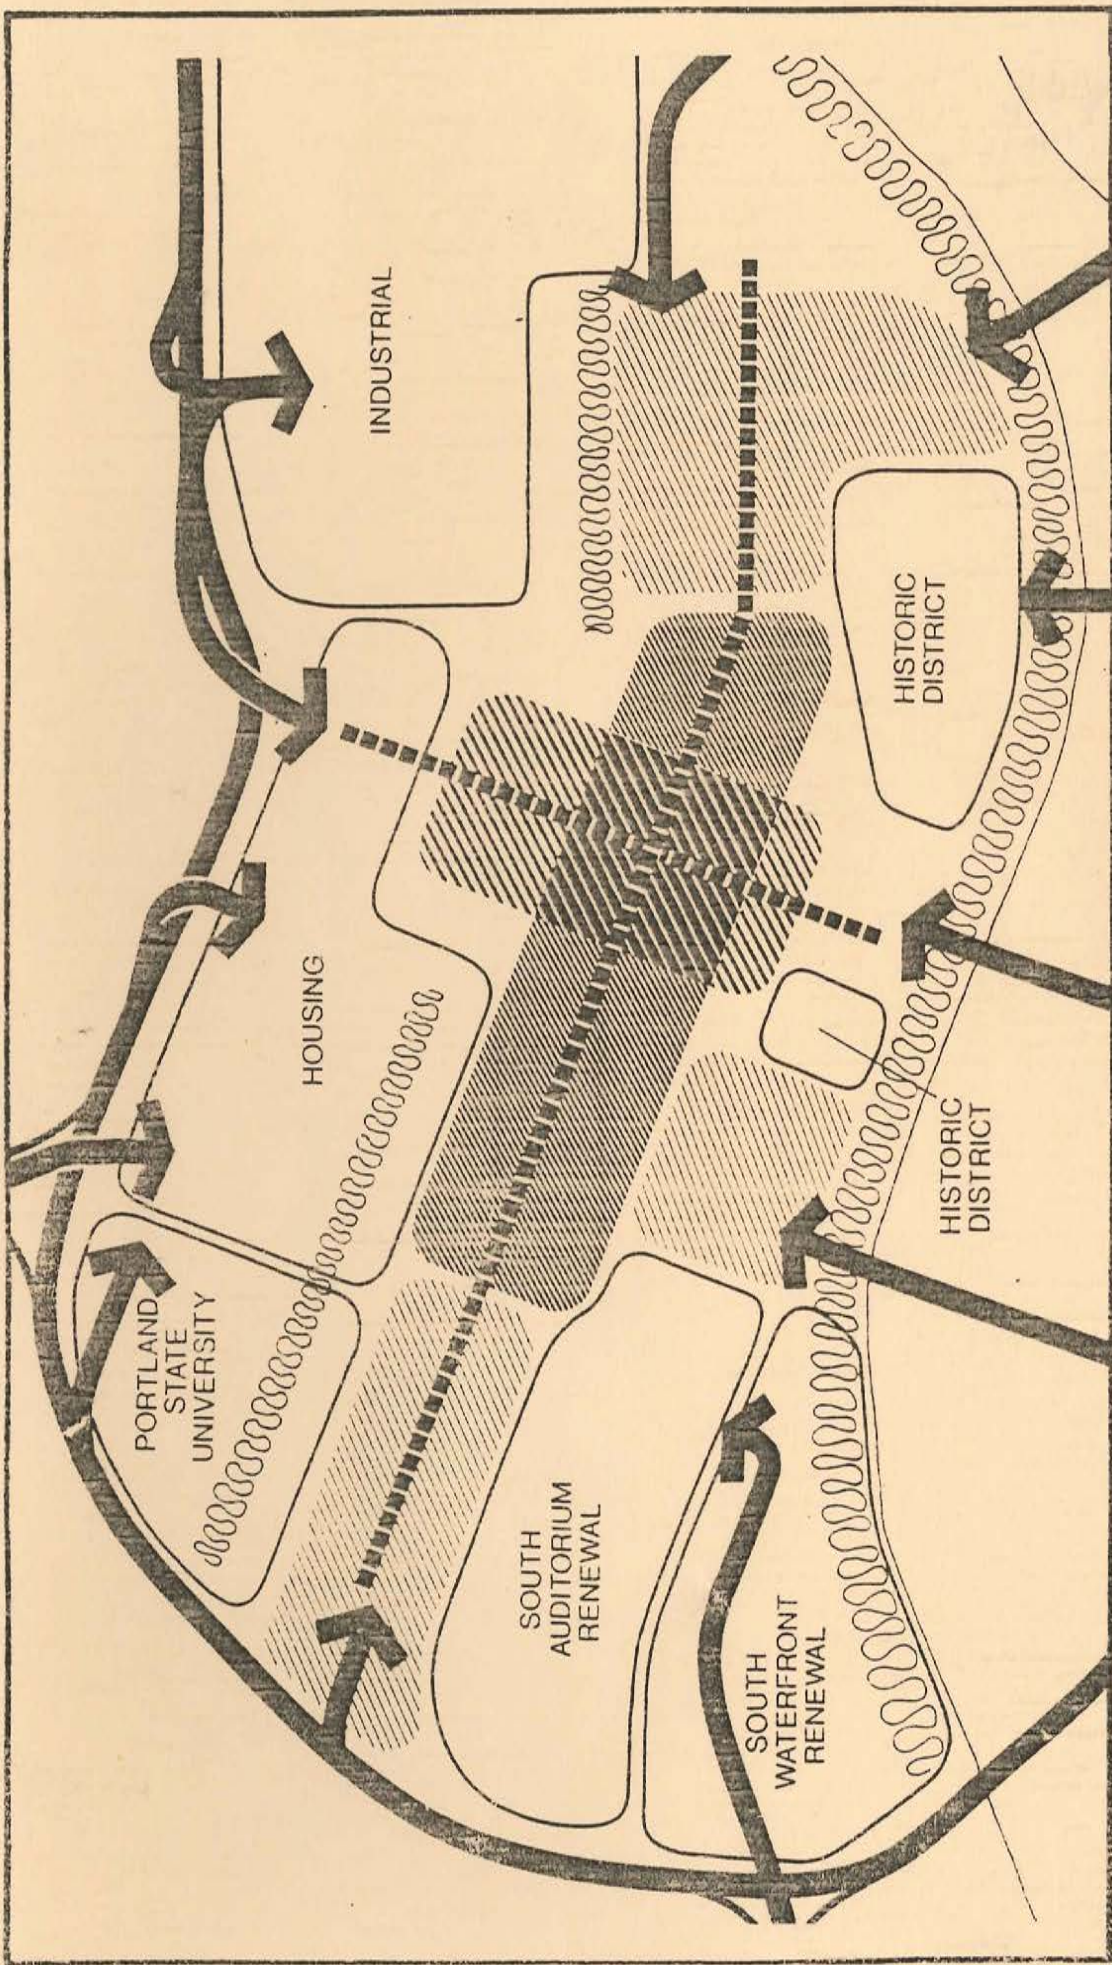 INDUSTRIAL
HISTORIC
DISTRICT
HOUSING
HISTORIC
DISTRICT
PORTLAND
STATE
UNIVERSITY
SOUTH
AUDITORIUM
RENEWAL
SOUTH
WATERFRONT
RENEWAL